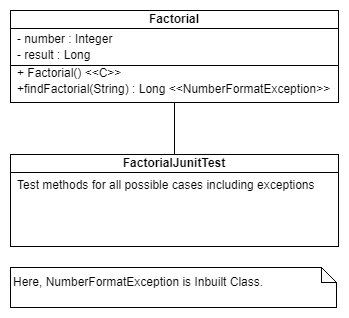 Factorial
- number : Integer
- result : Long
+ Factorial() <<C>>
+findFactorial(String) : Long <<NumberFormatException>>
FactorialJunitTest
Test methods for all possible cases including exceptions
Here, NumberFormatException is Inbuilt Class.